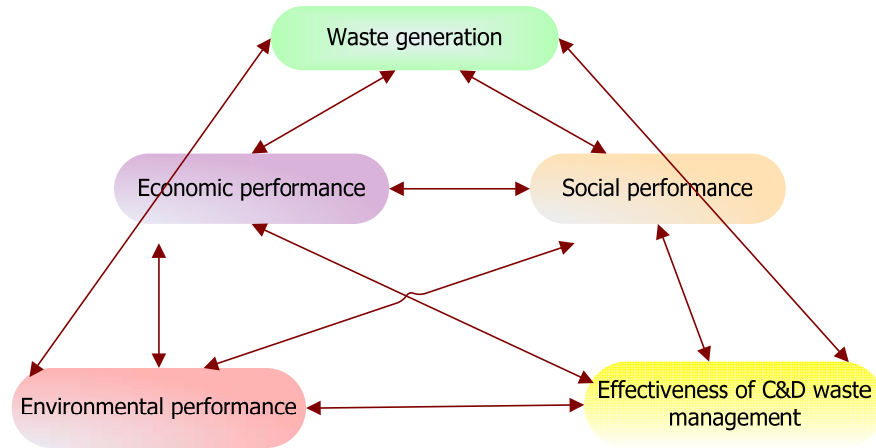 Waste generation
Economic performance
Social performance
Environmental performance
Effectiveness of C&D waste
management